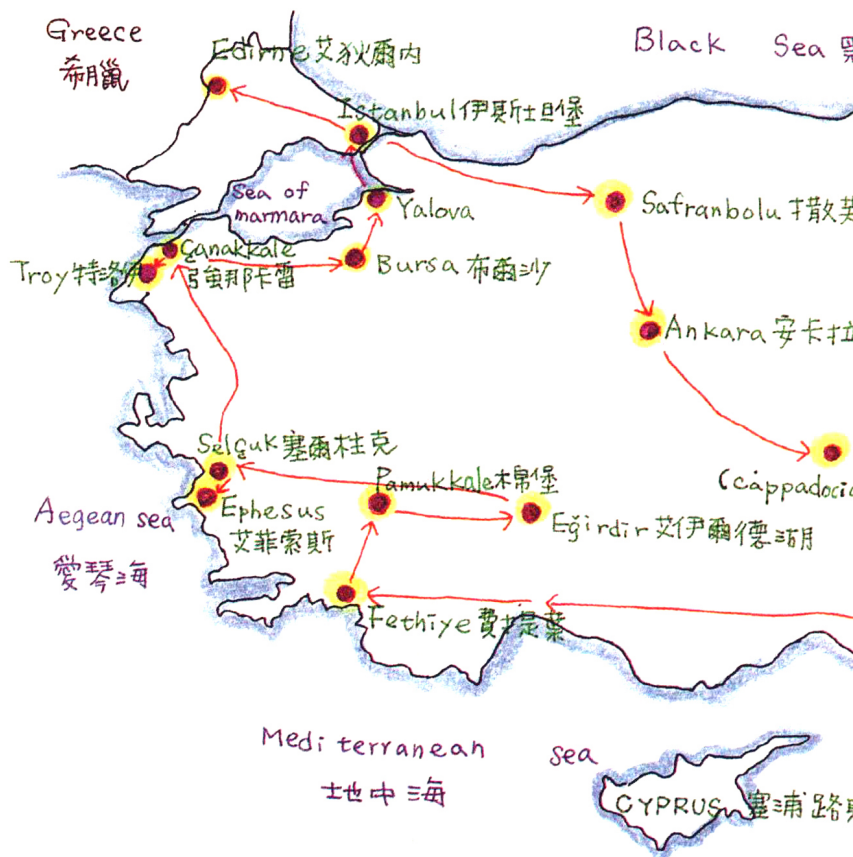 Greece
希臘
Edirne 艾狄爾內
Black Sea
Istanbul 伊斯坦堡
Sea of
marmara
Yalova
Safranbolu
Çanakkale
Troy
Bursa 布爾沙
Ankara 安卡拉
Selçuk 塞爾柱克
Pamukkale 棉堡
(cappadocia
Aegean sea
愛琴海
Ephesus
艾菲索斯
Eğirdir 艾伊爾德湖
Fethiye 費提葉
Mediterranean sea
地中海
CYPRUS 塞浦路